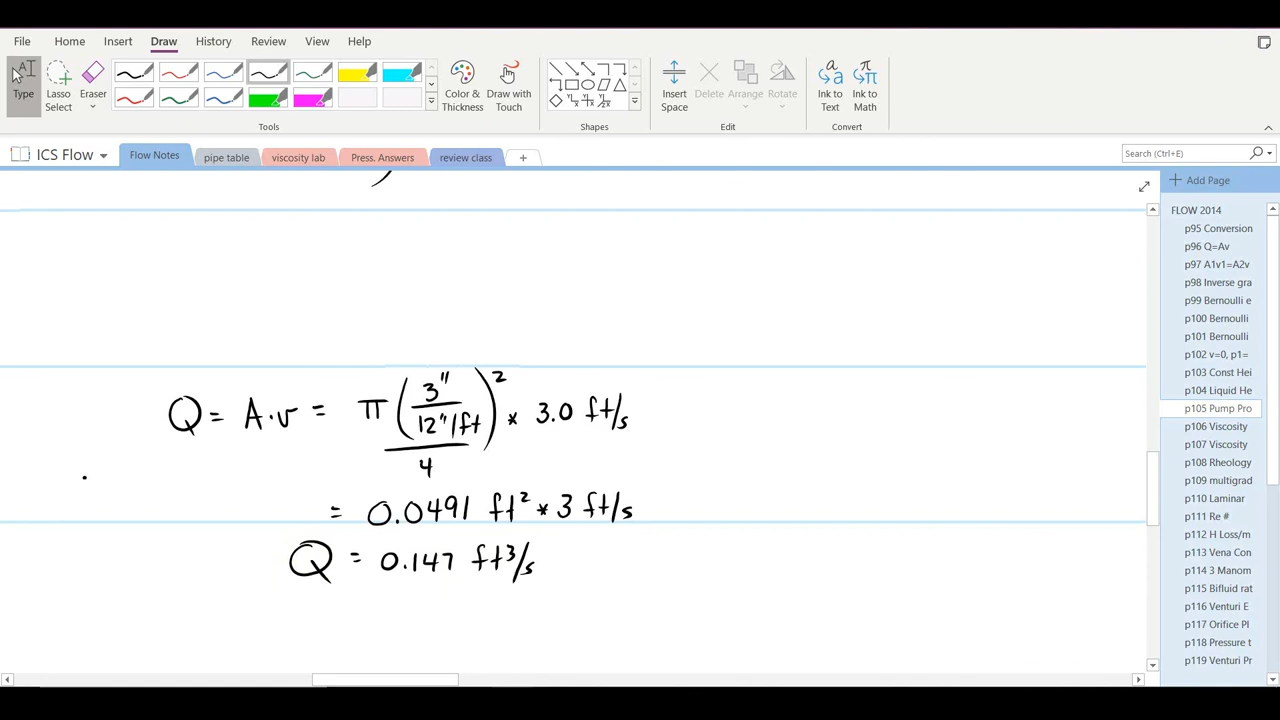 File Home Insert Draw History Review View Help
Type Lasso Select Eraser Color & Thickness Draw with Touch Insert Space Delete Arrange Rotate Ink to Text Ink to Math
Tools Shapes Edit Convert
ICS Flow Flow Notes pipe table viscosity lab Press. Answers review class + Search (Ctrl+E)
+ Add Page
FLOW 2014
p95 Conversion
p96 Q=Av
p97 A1v1=A2v
p98 Inverse gra
p99 Bernoulli e
p100 Bernoulli
p101 Bernoulli
p102 v=0, p1=
p103 Const Hei
p104 Liquid He
p105 Pump Pro
p106 Viscosity
p107 Viscosity
p108 Rheology
p109 multigrad
p110 Laminar
p111 Re #
p112 H Loss/m
p113 Vena Con
p114 3 Manom
p115 Bifluid rat
p116 Venturi E
p117 Orifice Pl
p118 Pressure t
p119 Venturi Pr
Q = A·v = π (3" / 12"/ft)² / 4 * 3.0 ft/s
= 0.0491 ft² * 3 ft/s
Q = 0.147 ft³/s